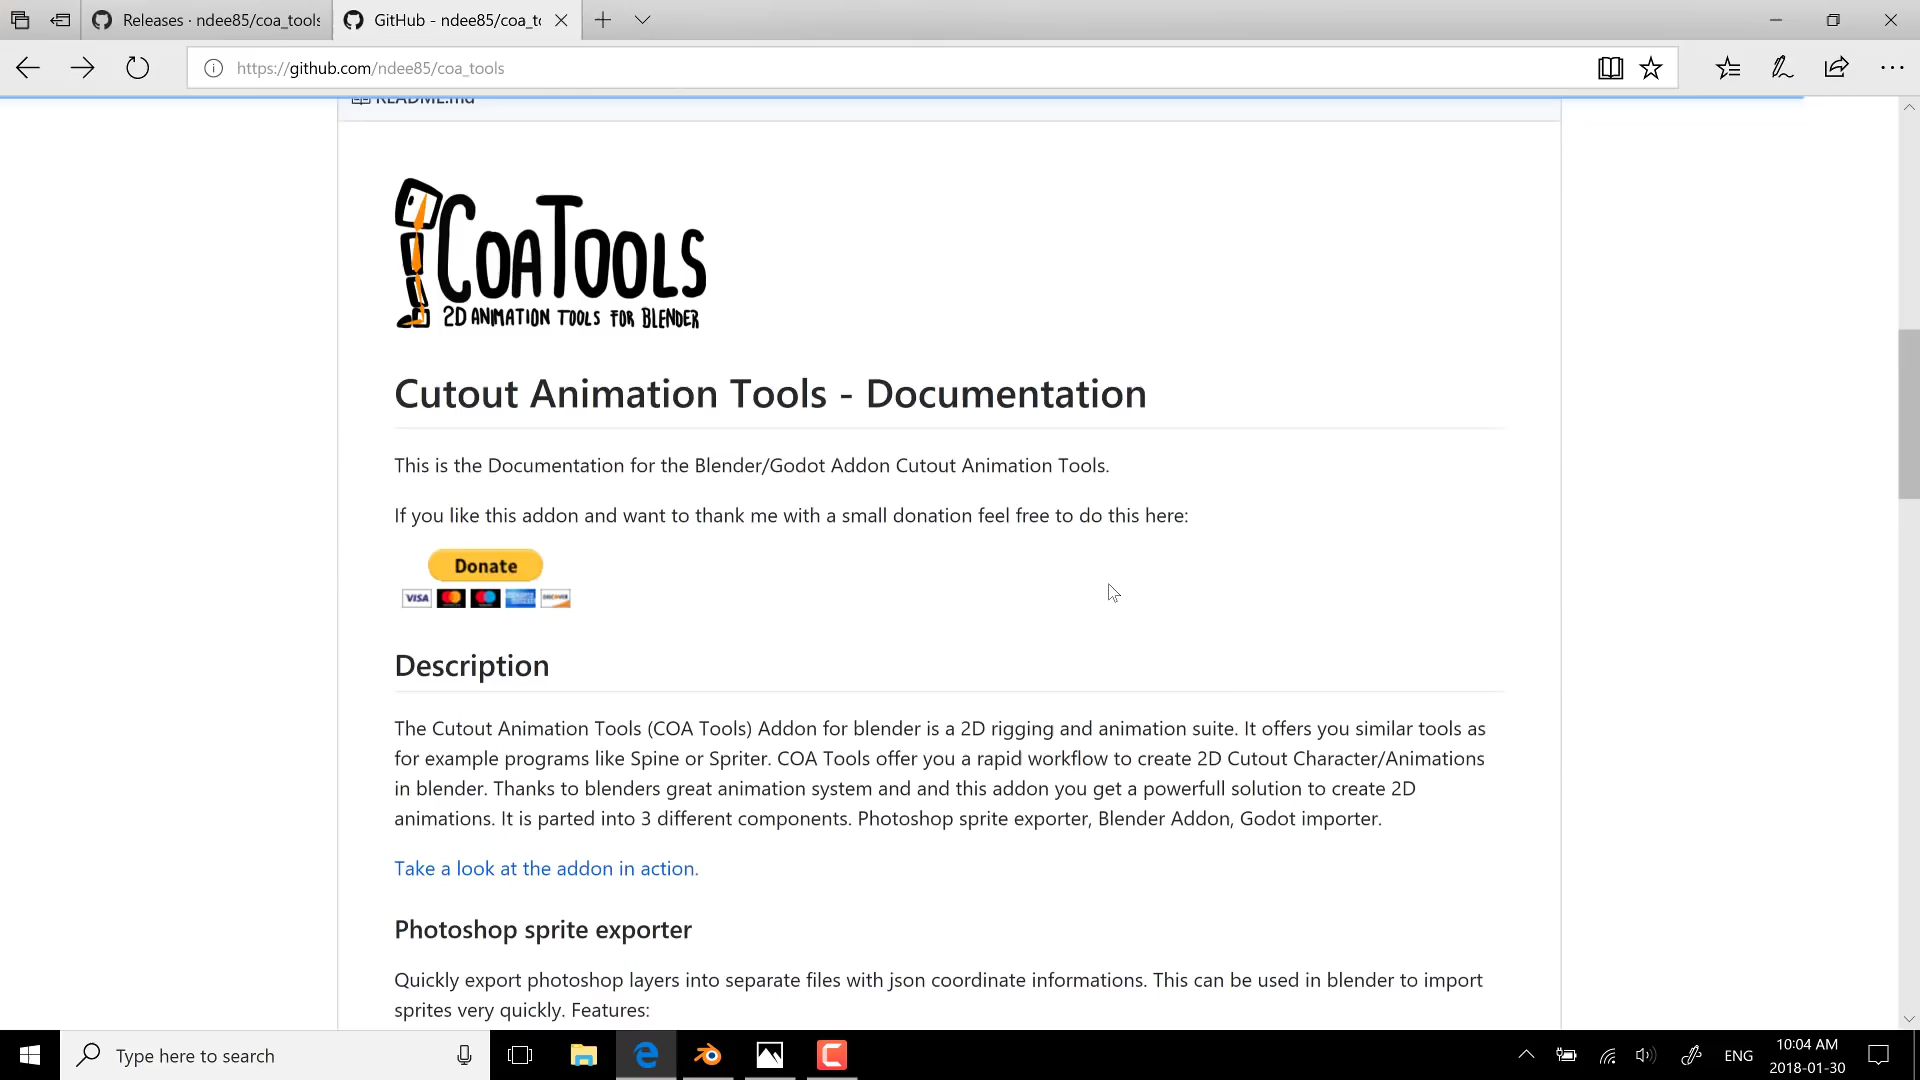 Releases · ndee85/coa_tools
GitHub - ndee85/coa_to
https://github.com/ndee85/coa_tools
README.md
COATOOLS
2D ANIMATION TOOLS FOR BLENDER
Cutout Animation Tools - Documentation
This is the Documentation for the Blender/Godot Addon Cutout Animation Tools.
If you like this addon and want to thank me with a small donation feel free to do this here:
Donate
VISA DISCOVER
Description
The Cutout Animation Tools (COA Tools) Addon for blender is a 2D rigging and animation suite. It offers you similar tools as
for example programs like Spine or Spriter. COA Tools offer you a rapid workflow to create 2D Cutout Character/Animations
in blender. Thanks to blenders great animation system and and this addon you get a powerfull solution to create 2D
animations. It is parted into 3 different components. Photoshop sprite exporter, Blender Addon, Godot importer.
Take a look at the addon in action.
Photoshop sprite exporter
Quickly export photoshop layers into separate files with json coordinate informations. This can be used in blender to import
sprites very quickly. Features:
Type here to search
ENG
10:04 AM
2018-01-30